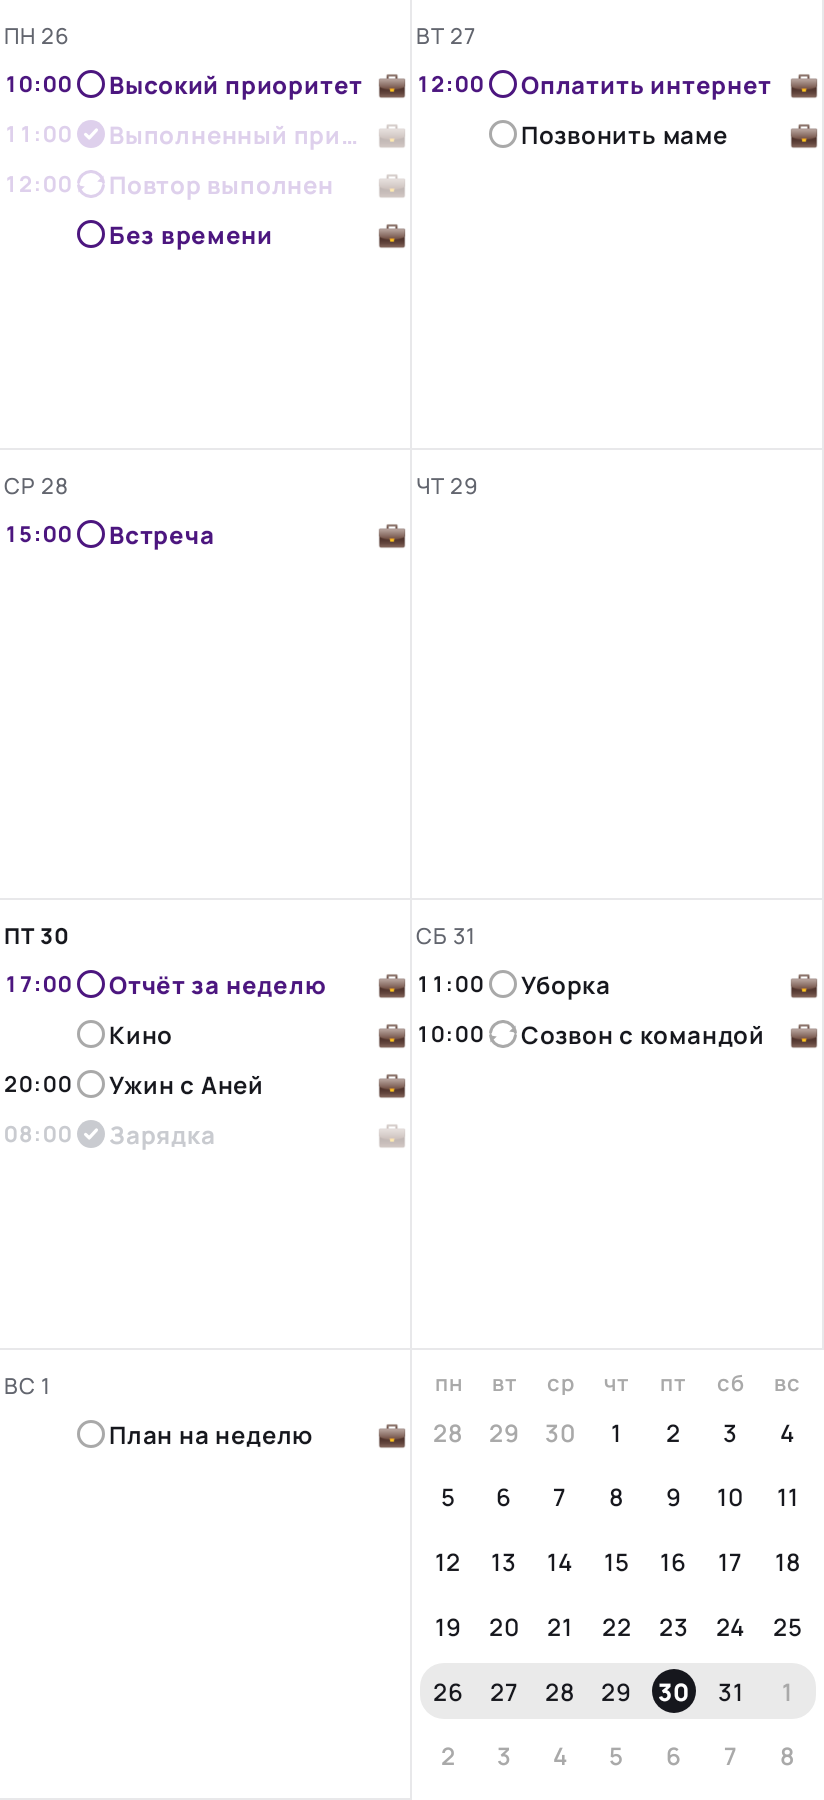 ПН 26
10:00 Высокий приоритет
11:00 Выполненный при...
12:00 Повтор выполнен
Без времени
ВТ 27
12:00 Оплатить интернет
Позвонить маме
СР 28
15:00 Встреча
ЧТ 29
ПТ 30
17:00 Отчёт за неделю
Кино
20:00 Ужин с Аней
08:00 Зарядка
СБ 31
11:00 Уборка
10:00 Созвон с командой
ВС 1
План на неделю
пн вт ср чт пт сб вс
28 29 30 1 2 3 4
5 6 7 8 9 10 11
12 13 14 15 16 17 18
19 20 21 22 23 24 25
26 27 28 29 30 31 1
2 3 4 5 6 7 8